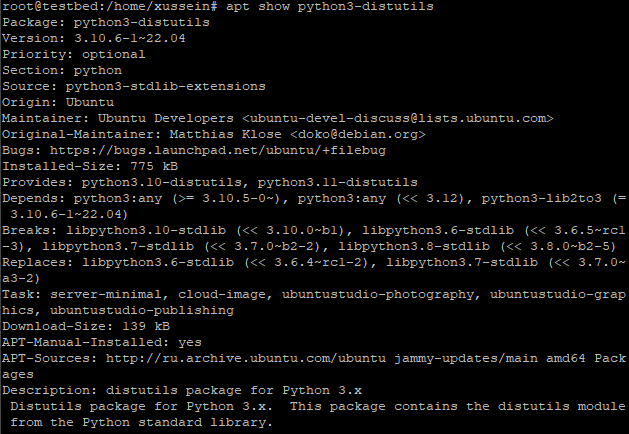 root@testbed:/home/xussein# apt show python3-distutils
Package: python3-distutils
Version: 3.10.6-1~22.04
Priority: optional
Section: python
Source: python3-stdlib-extensions
Origin: Ubuntu
Maintainer: Ubuntu Developers <ubuntu-devel-discuss@lists.ubuntu.com>
Original-Maintainer: Matthias Klose <doko@debian.org>
Bugs: https://bugs.launchpad.net/ubuntu/+filebug
Installed-Size: 775 kB
Provides: python3.10-distutils, python3.11-distutils
Depends: python3:any (>= 3.10.5-0~), python3:any (<< 3.12), python3-lib2to3 (=
 3.10.6-1~22.04)
Breaks: libpython3.10-stdlib (<< 3.10.0~b1), libpython3.6-stdlib (<< 3.6.5~rc1
-3), libpython3.7-stdlib (<< 3.7.0~b2-2), libpython3.8-stdlib (<< 3.8.0~b2-5)
Replaces: libpython3.6-stdlib (<< 3.6.4~rc1-2), libpython3.7-stdlib (<< 3.7.0~
a3-2)
Task: server-minimal, cloud-image, ubuntustudio-photography, ubuntustudio-grap
hics, ubuntustudio-publishing
Download-Size: 139 kB
APT-Manual-Installed: yes
APT-Sources: http://ru.archive.ubuntu.com/ubuntu jammy-updates/main amd64 Pack
ages
Description: distutils package for Python 3.x
 Distutils package for Python 3.x.  This package contains the distutils module
 from the Python standard library.